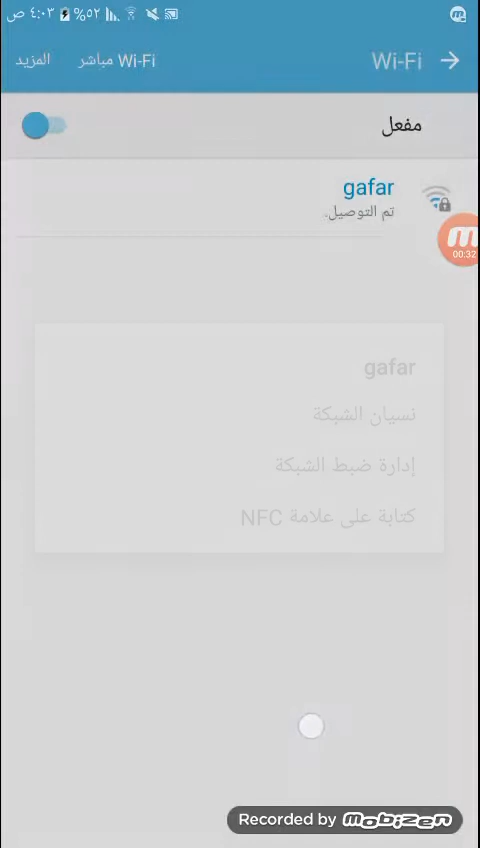 ٤:٠٣ ص ٥٢%
Wi-Fi
Wi-Fi مباشر
المزيد
مفعل
gafar
تم التوصيل.
00:32
gafar
نسيان الشبكة
إدارة ضبط الشبكة
كتابة على علامة NFC
Recorded by Mobizen